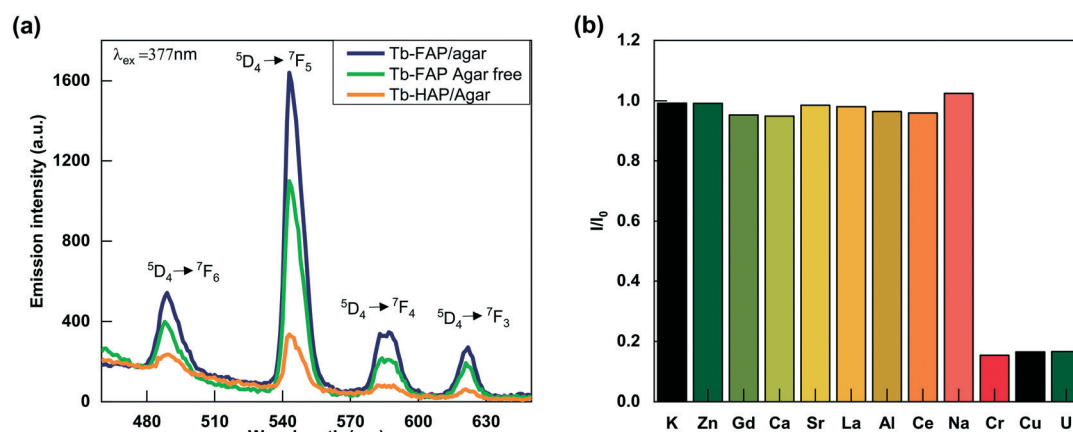 (a)
λex =377nm
⁵D₄→⁷F₅
Tb-FAP/agar
Tb-FAP Agar free
Tb-HAP/Agar
⁵D₄→⁷F₆
⁵D₄→⁷F₄
⁵D₄→⁷F₃
Emission intensity (a.u.)
1600
1200
800
400
0
480 510 540 570 600 630
(b)
I/I₀
1.2
1.0
0.8
0.6
0.4
0.2
0.0
K Zn Gd Ca Sr La Al Ce Na Cr Cu U